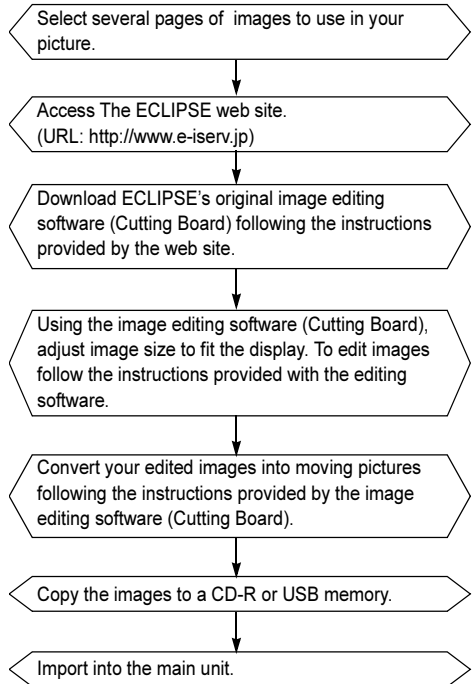 Select several pages of images to use in your
picture.
Access The ECLIPSE web site.
(URL: http://www.e-iserv.jp)
Download ECLIPSE's original image editing
software (Cutting Board) following the instructions
provided by the web site.
Using the image editing software (Cutting Board),
adjust image size to fit the display. To edit images
follow the instructions provided with the editing
software.
Convert your edited images into moving pictures
following the instructions provided by the image
editing software (Cutting Board).
Copy the images to a CD-R or USB memory.
Import into the main unit.